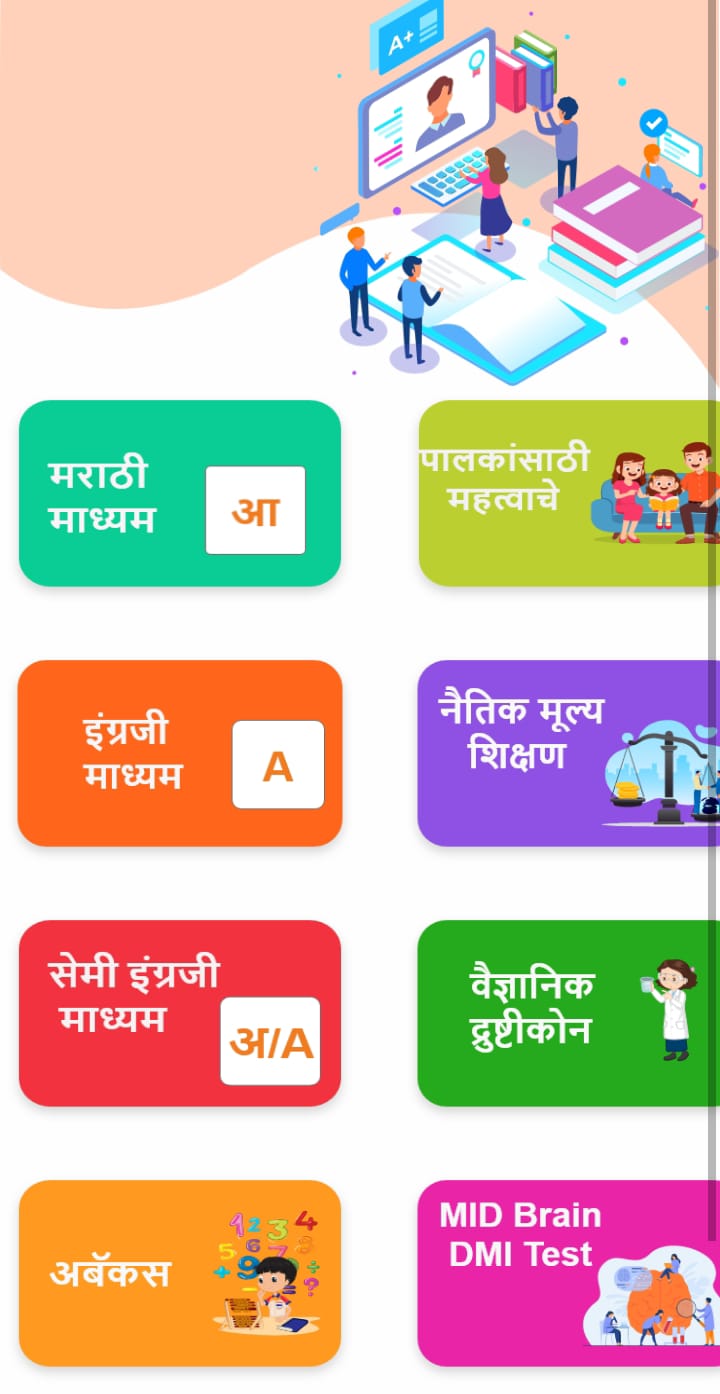 A+
मराठी
माध्यम
आ
पालकांसाठी
महत्वाचे
इंग्रजी
माध्यम
A
नैतिक मूल्य
शिक्षण
सेमी इंग्रजी
माध्यम
अ/A
वैज्ञानिक
द्रुष्टीकोन
अबॅकस
1 2 3 4
5 6 7 8
+ 9 ÷
?
MID Brain
DMI Test